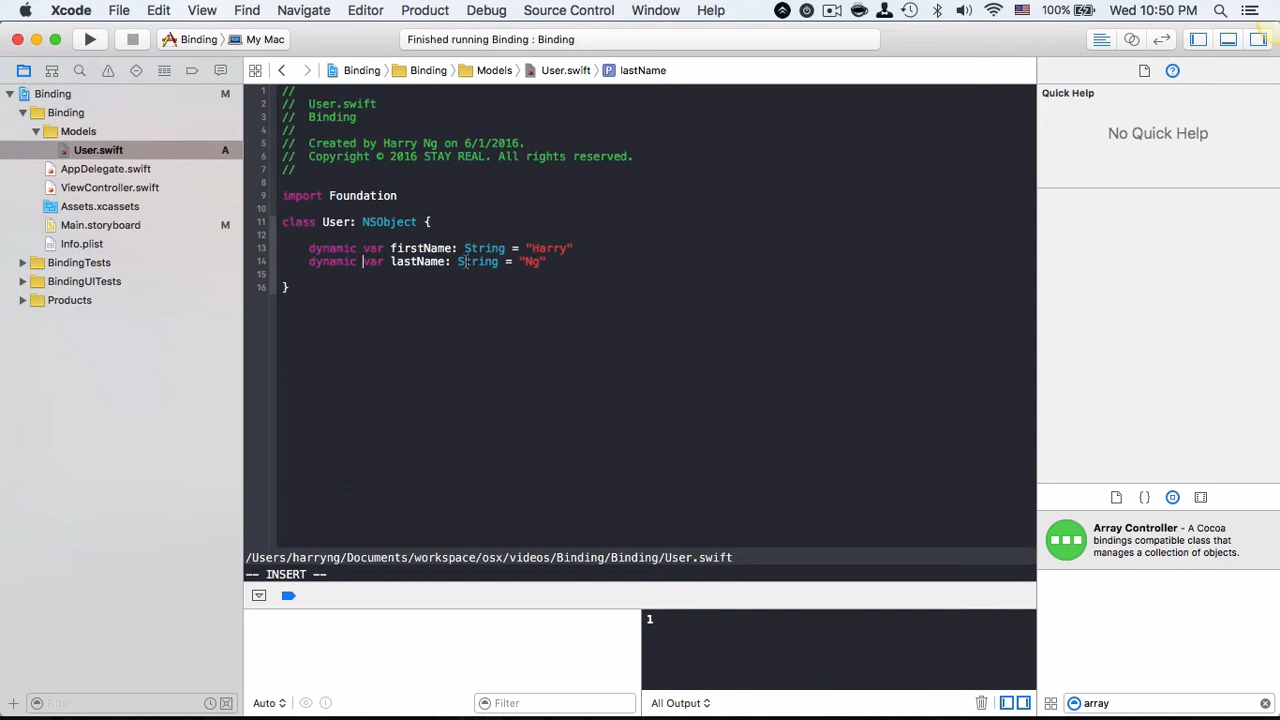 Xcode File Edit View Find Navigate Editor Product Debug Source Control Window Help 100% Wed 10:50 PM
Binding My Mac Finished running Binding : Binding
Binding Binding Models User.swift P lastName
Binding M
Binding
Models
User.swift A
AppDelegate.swift
ViewController.swift
Assets.xcassets
Main.storyboard M
Info.plist
BindingTests
BindingUITests
Products
Filter
1 //
2 // User.swift
3 // Binding
4 //
5 // Created by Harry Ng on 6/1/2016.
6 // Copyright © 2016 STAY REAL. All rights reserved.
7 //
8
9 import Foundation
10
11 class User: NSObject {
12
13 dynamic var firstName: String = "Harry"
14 dynamic var lastName: String = "Ng"
15
16 }
/Users/harryng/Documents/workspace/osx/videos/Binding/Binding/User.swift
-- INSERT --
Auto Filter
1
All Output
Quick Help
No Quick Help
Array Controller - A Cocoa
bindings compatible class that
manages a collection of objects.
array